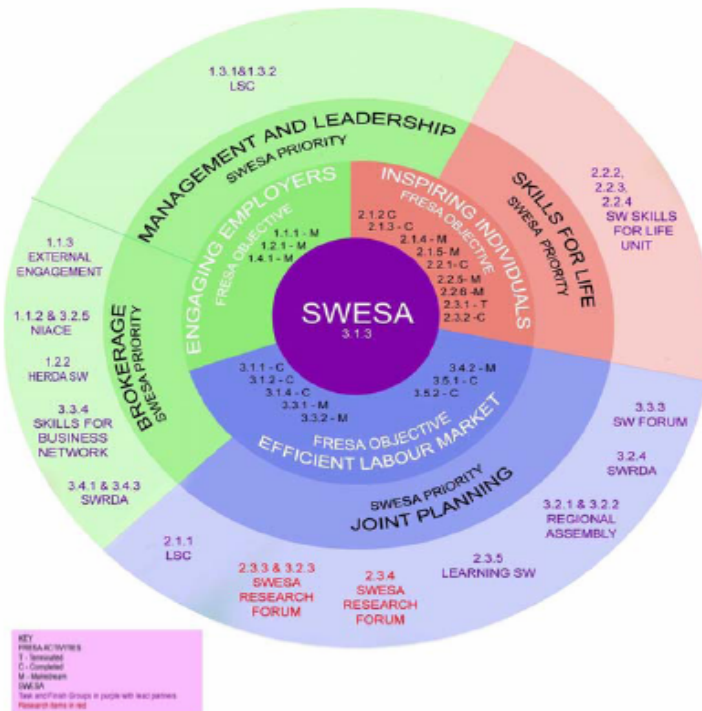 1.3.1&1.3.2
LSC
MANAGEMENT AND LEADERSHIP
SWESA PRIORITY
ENGAGING EMPLOYERS
FRESA OBJECTIVE
1.1.1 - M
1.2.1 - M
1.4.1 - M
INSPIRING INDIVIDUALS
FRESA OBJECTIVE
2.1.2 C
2.1.3 - C
2.1.4 - M
2.1.5- M
2.2.1- C
2.2.5- M
2.2.6 -M
2.3.1 - T
2.3.2 -C
SKILLS FOR LIFE
SWESA PRIORITY
2.2.2,
2.2.3,
2.2.4
SW SKILLS
FOR LIFE
UNIT
1.1.3
EXTERNAL
ENGAGEMENT
1.1.2 & 3.2.5
NIACE
1.2.2
HERDA SW
3.3.4
SKILLS FOR
BUSINESS
NETWORK
3.4.1 & 3.4.3
SWRDA
BROKERAGE
SWESA PRIORITY
SWESA
3.1.3
3.1.1 - C
3.1.2 - C
3.1.4 - C
3.3.1 - M
3.3.2 - M
3.4.2 - M
3.5.1 - C
3.5.2 - C
FRESA OBJECTIVE
EFFICIENT LABOUR MARKET
SWESA PRIORITY
JOINT PLANNING
3.3.3
SW FORUM
3.2.4
SWRDA
3.2.1 & 3.2.2
REGIONAL
ASSEMBLY
2.3.5
LEARNING SW
2.3.4
SWESA
RESEARCH
FORUM
2.3.3 & 3.2.3
SWESA
RESEARCH
FORUM
2.1.1
LSC
KEY
FRESA ACTIVITIES
T - Terminated
C - Completed
M - Mainstream
SWESA
Task and Finish Groups in purple with lead partners
Research items in red